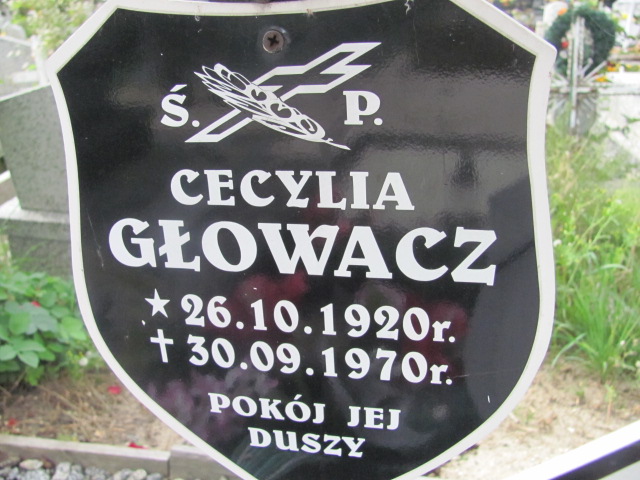 Ś. P.
CECYLIA
GŁOWACZ
★ 26.10.1920r.
✝ 30.09.1970r.
POKÓJ JEJ
DUSZY